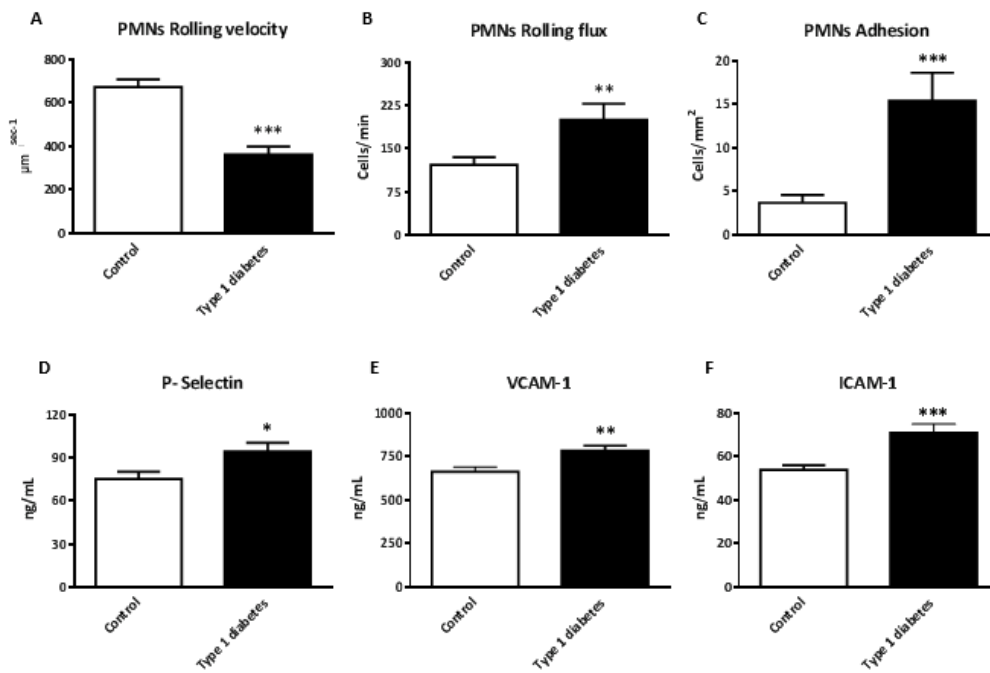 A
PMNs Rolling velocity
800
600
400
200
0
µm sec-1
***
Control
Type 1 diabetes
B
PMNs Rolling flux
300
225
150
75
0
Cells/min
**
Control
Type 1 diabetes
C
PMNs Adhesion
20
15
10
5
0
Cells/mm²
***
Control
Type 1 diabetes
D
P- Selectin
120
90
60
30
0
ng/mL
*
Control
Type 1 diabetes
E
VCAM-1
1000
750
500
250
0
ng/mL
**
Control
Type 1 diabetes
F
ICAM-1
80
60
40
20
0
ng/mL
***
Control
Type 1 diabetes